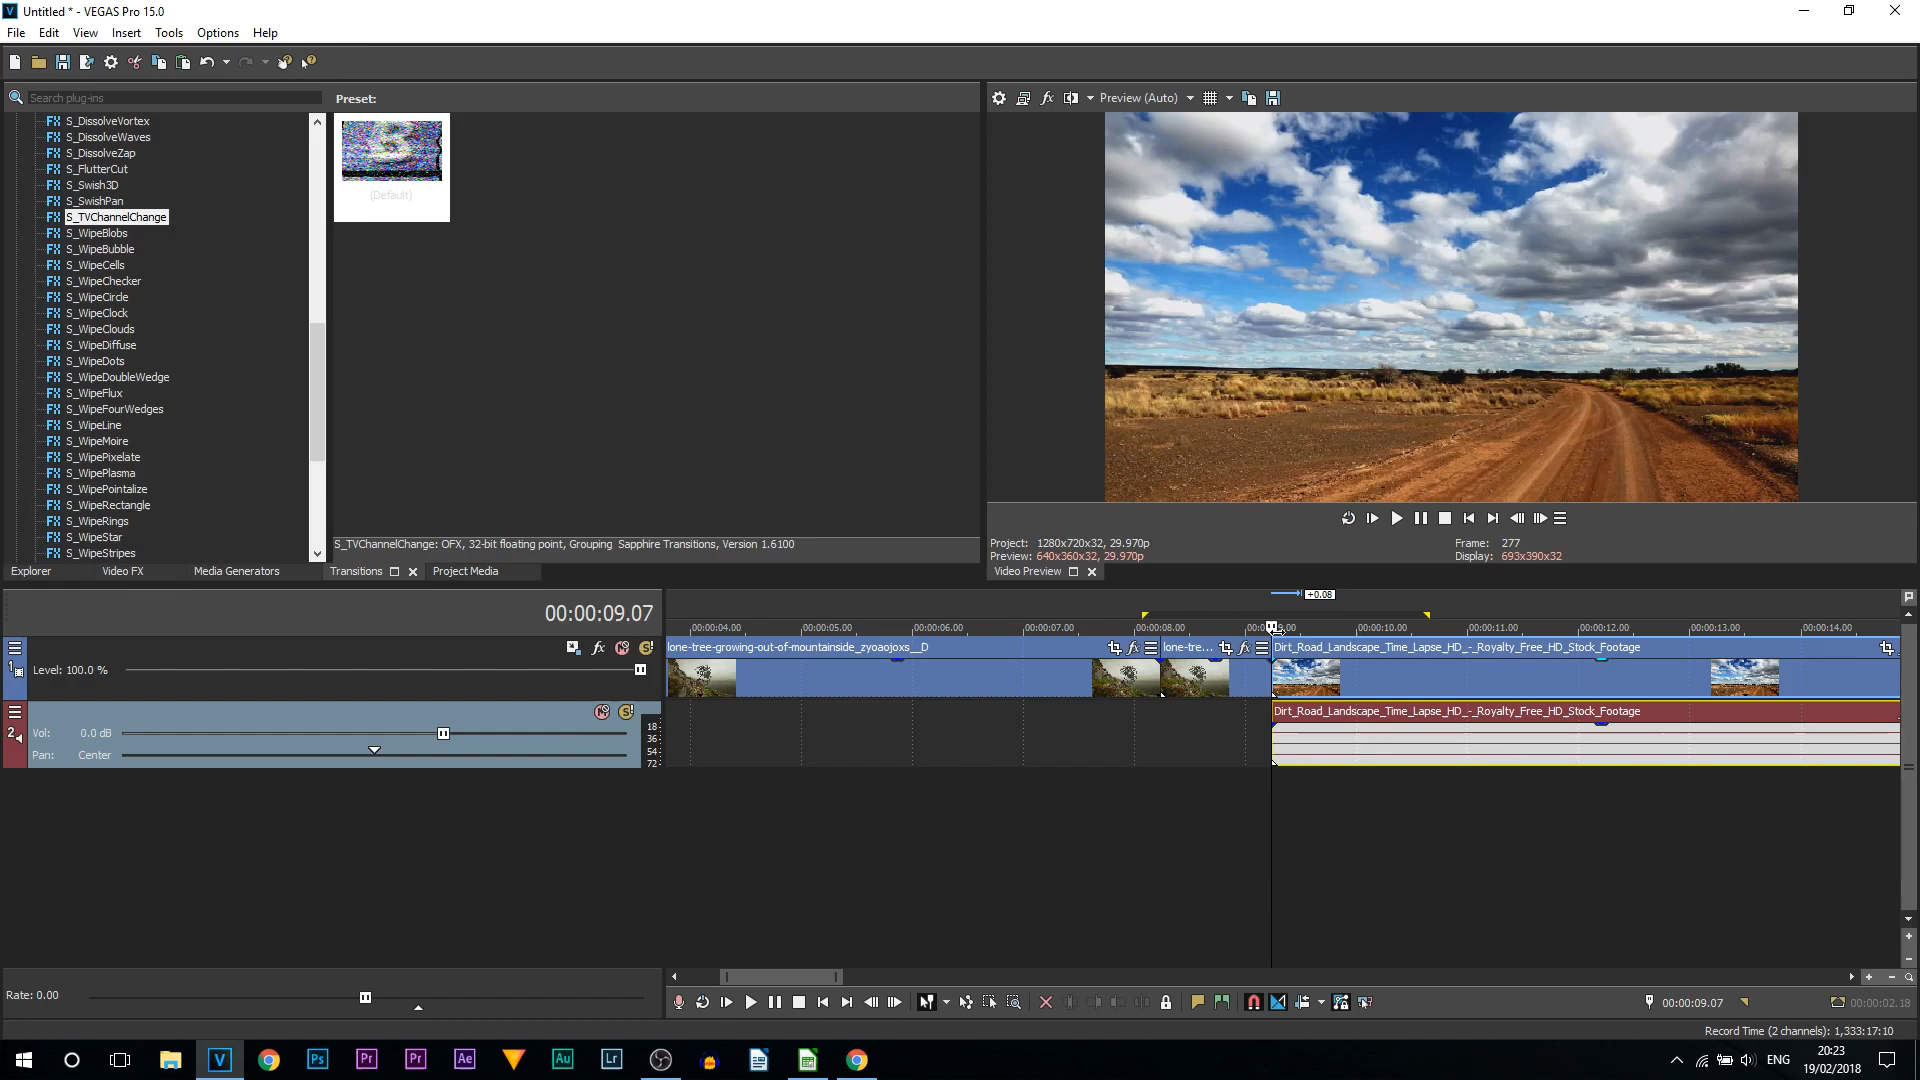 Untitled * - VEGAS Pro 15.0
File Edit View Insert Tools Options Help
Search plug-ins
Preset:
S_DissolveVortex
S_DissolveWaves
S_DissolveZap
S_FlutterCut
S_Swish3D
S_SwishPan
S_TVChannelChange
S_WipeBlobs
S_WipeBubble
S_WipeCells
S_WipeChecker
S_WipeCircle
S_WipeClock
S_WipeClouds
S_WipeDiffuse
S_WipeDots
S_WipeDoubleWedge
S_WipeFlux
S_WipeFourWedges
S_WipeLine
S_WipeMoire
S_WipePixelate
S_WipePlasma
S_WipePointalize
S_WipeRectangle
S_WipeRings
S_WipeStar
S_WipeStripes
(Default)
S_TVChannelChange: OFX, 32-bit floating point, Grouping Sapphire Transitions, Version 1.6100
Explorer Video FX Media Generators Transitions Project Media
Preview (Auto)
Project: 1280x720x32, 29.970p
Preview: 640x360x32, 29.970p
Frame: 277
Display: 693x390x32
Video Preview
00:00:09.07
+0.08
00:00:04.00 00:00:05.00 00:00:06.00 00:00:07.00 00:00:08.00 00:00:10.00 00:00:11.00 00:00:12.00 00:00:13.00 00:00:14.00
1
Level: 100.0 %
lone-tree-growing-out-of-mountainside_zyoaojoxs__D
lone-tre...
Dirt_Road_Landscape_Time_Lapse_HD_-_Royalty_Free_HD_Stock_Footage
2
Vol: 0.0 dB
Pan: Center
18
36
54
72
Dirt_Road_Landscape_Time_Lapse_HD_-_Royalty_Free_HD_Stock_Footage
Rate: 0.00
00:00:09.07
00:00:02.18
Record Time (2 channels): 1,333:17:10
V Ps Pr Pr Ae Au Lr
ENG
20:23
19/02/2018